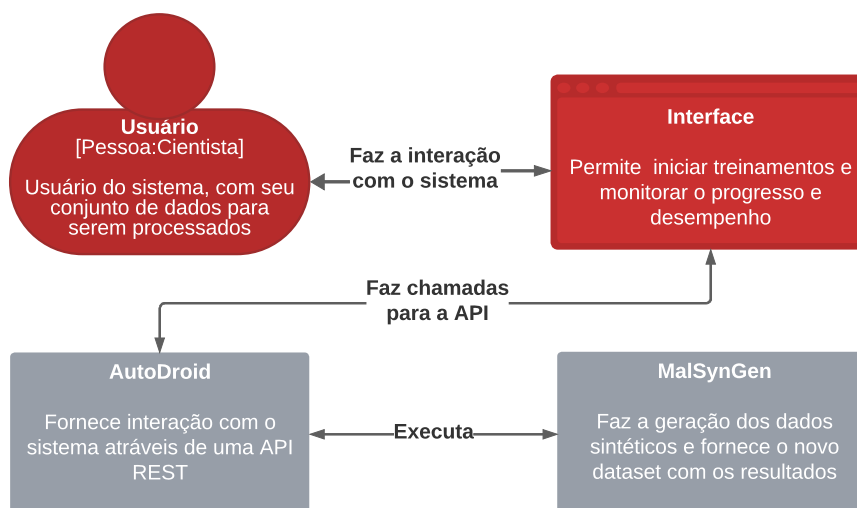 Usuário
[Pessoa:Cientista]
Usuário do sistema, com seu
conjunto de dados para
serem processados
Faz a interação
com o sistema
Interface
Permite iniciar treinamentos e
monitorar o progresso e
desempenho
Faz chamadas
para a API
AutoDroid
Fornece interação com o
sistema atráveis de uma API
REST
Executa
MalSynGen
Faz a geração dos dados
sintéticos e fornece o novo
dataset com os resultados